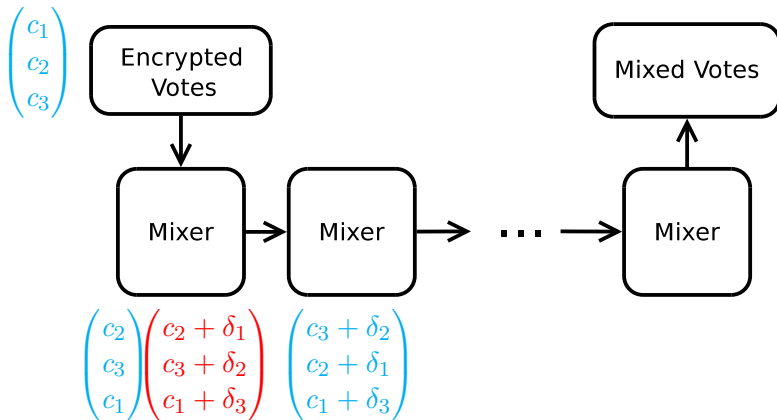 c₁
c₂
c₃
Encrypted
Votes
Mixed Votes
Mixer
Mixer
...
Mixer
c₂
c₃
c₁
c₂ + δ₁
c₃ + δ₂
c₁ + δ₃
c₃ + δ₂
c₂ + δ₁
c₁ + δ₃